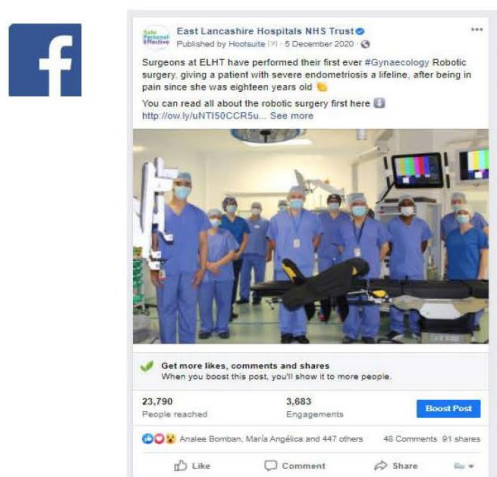 Safe
Personal
Effective
East Lancashire Hospitals NHS Trust
Published by Hootsuite [?] · 5 December 2020 ·
Surgeons at ELHT have performed their first ever #Gynaecology Robotic
surgery, giving a patient with severe endometriosis a lifeline, after being in
pain since she was eighteen years old 👏
You can read all about the robotic surgery first here ⬇
http://ow.ly/uNTI50CCR5u... See more
Get more likes, comments and shares
When you boost this post, you'll show it to more people.
23,790 3,683
People reached Engagements
Boost Post
Analee Bomban, María Angélica and 447 others 48 Comments 91 shares
Like Comment Share